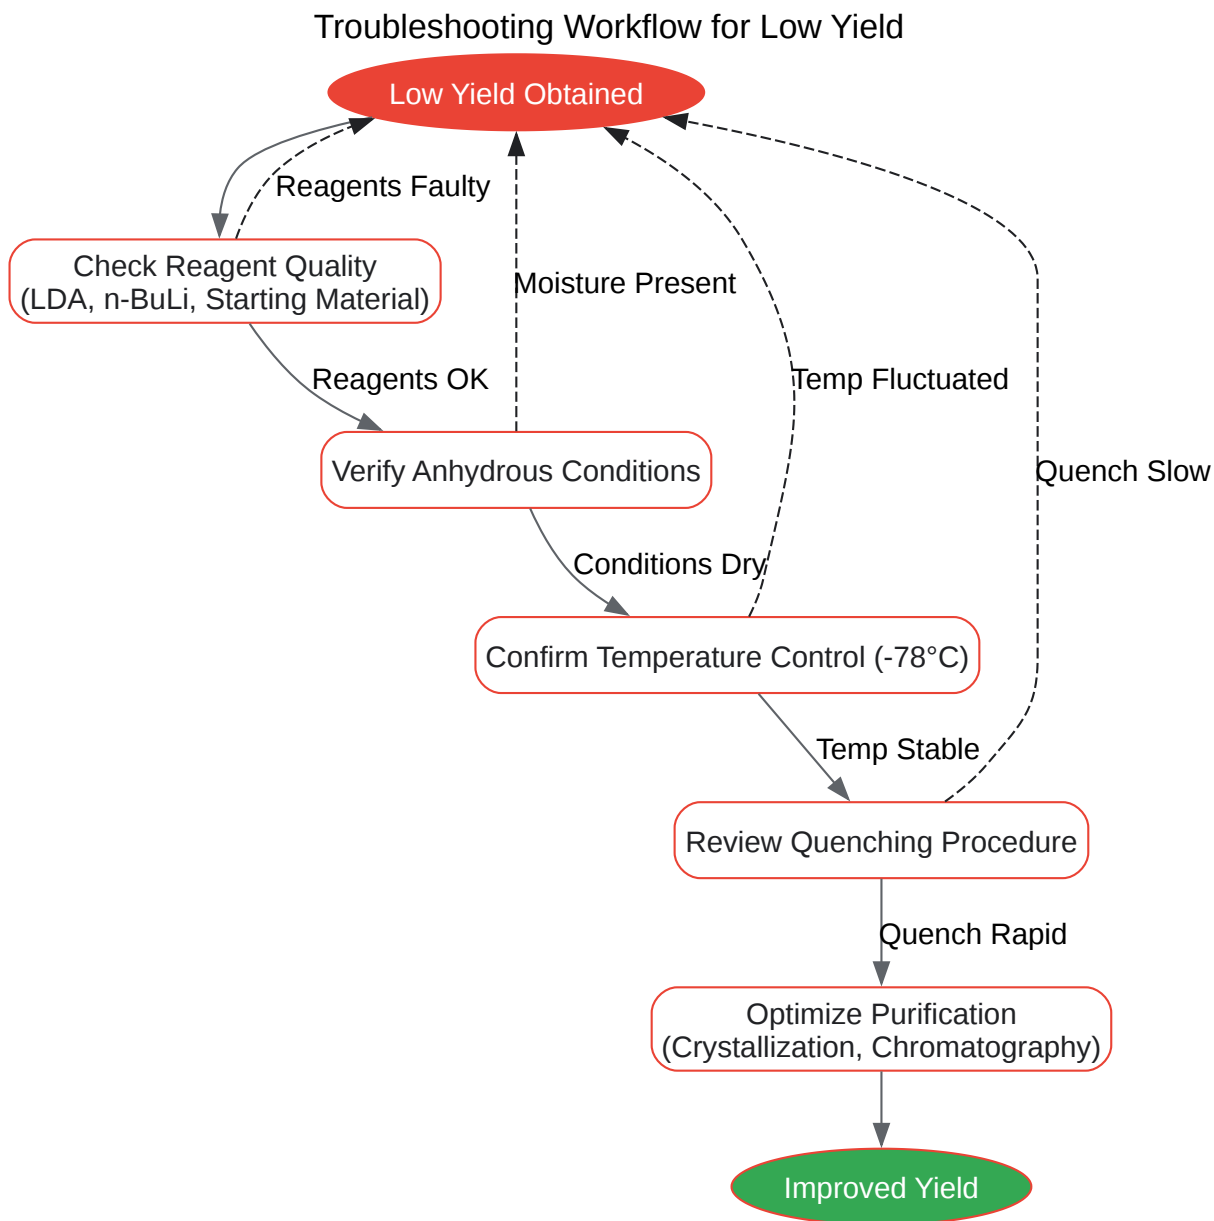 Troubleshooting Workflow for Low Yield
Low Yield Obtained
Reagents Faulty
Check Reagent Quality
(LDA, n-BuLi, Starting Material)
Moisture Present
Reagents OK
Temp Fluctuated
Verify Anhydrous Conditions
Quench Slow
Conditions Dry
Confirm Temperature Control (-78°C)
Temp Stable
Review Quenching Procedure
Quench Rapid
Optimize Purification
(Crystallization, Chromatography)
Improved Yield